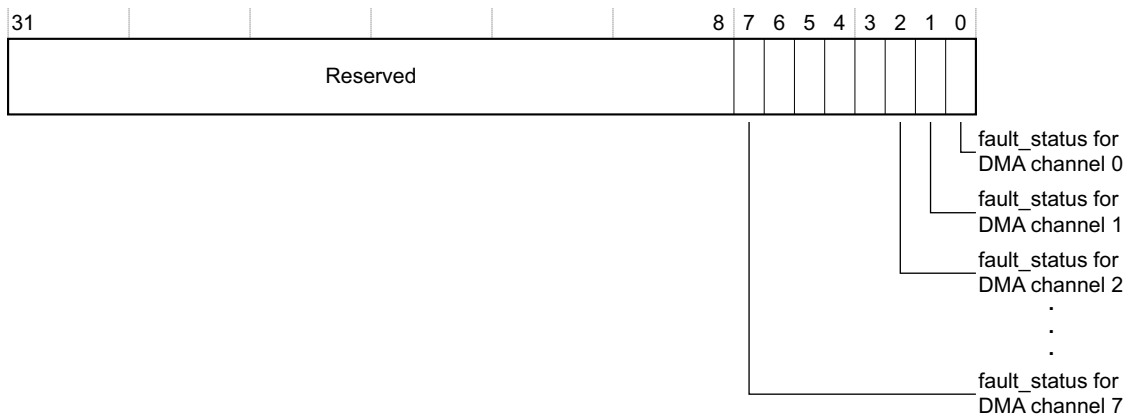 31 8 7 6 5 4 3 2 1 0
Reserved
fault_status for
DMA channel 0
fault_status for
DMA channel 1
fault_status for
DMA channel 2
.
.
.
fault_status for
DMA channel 7